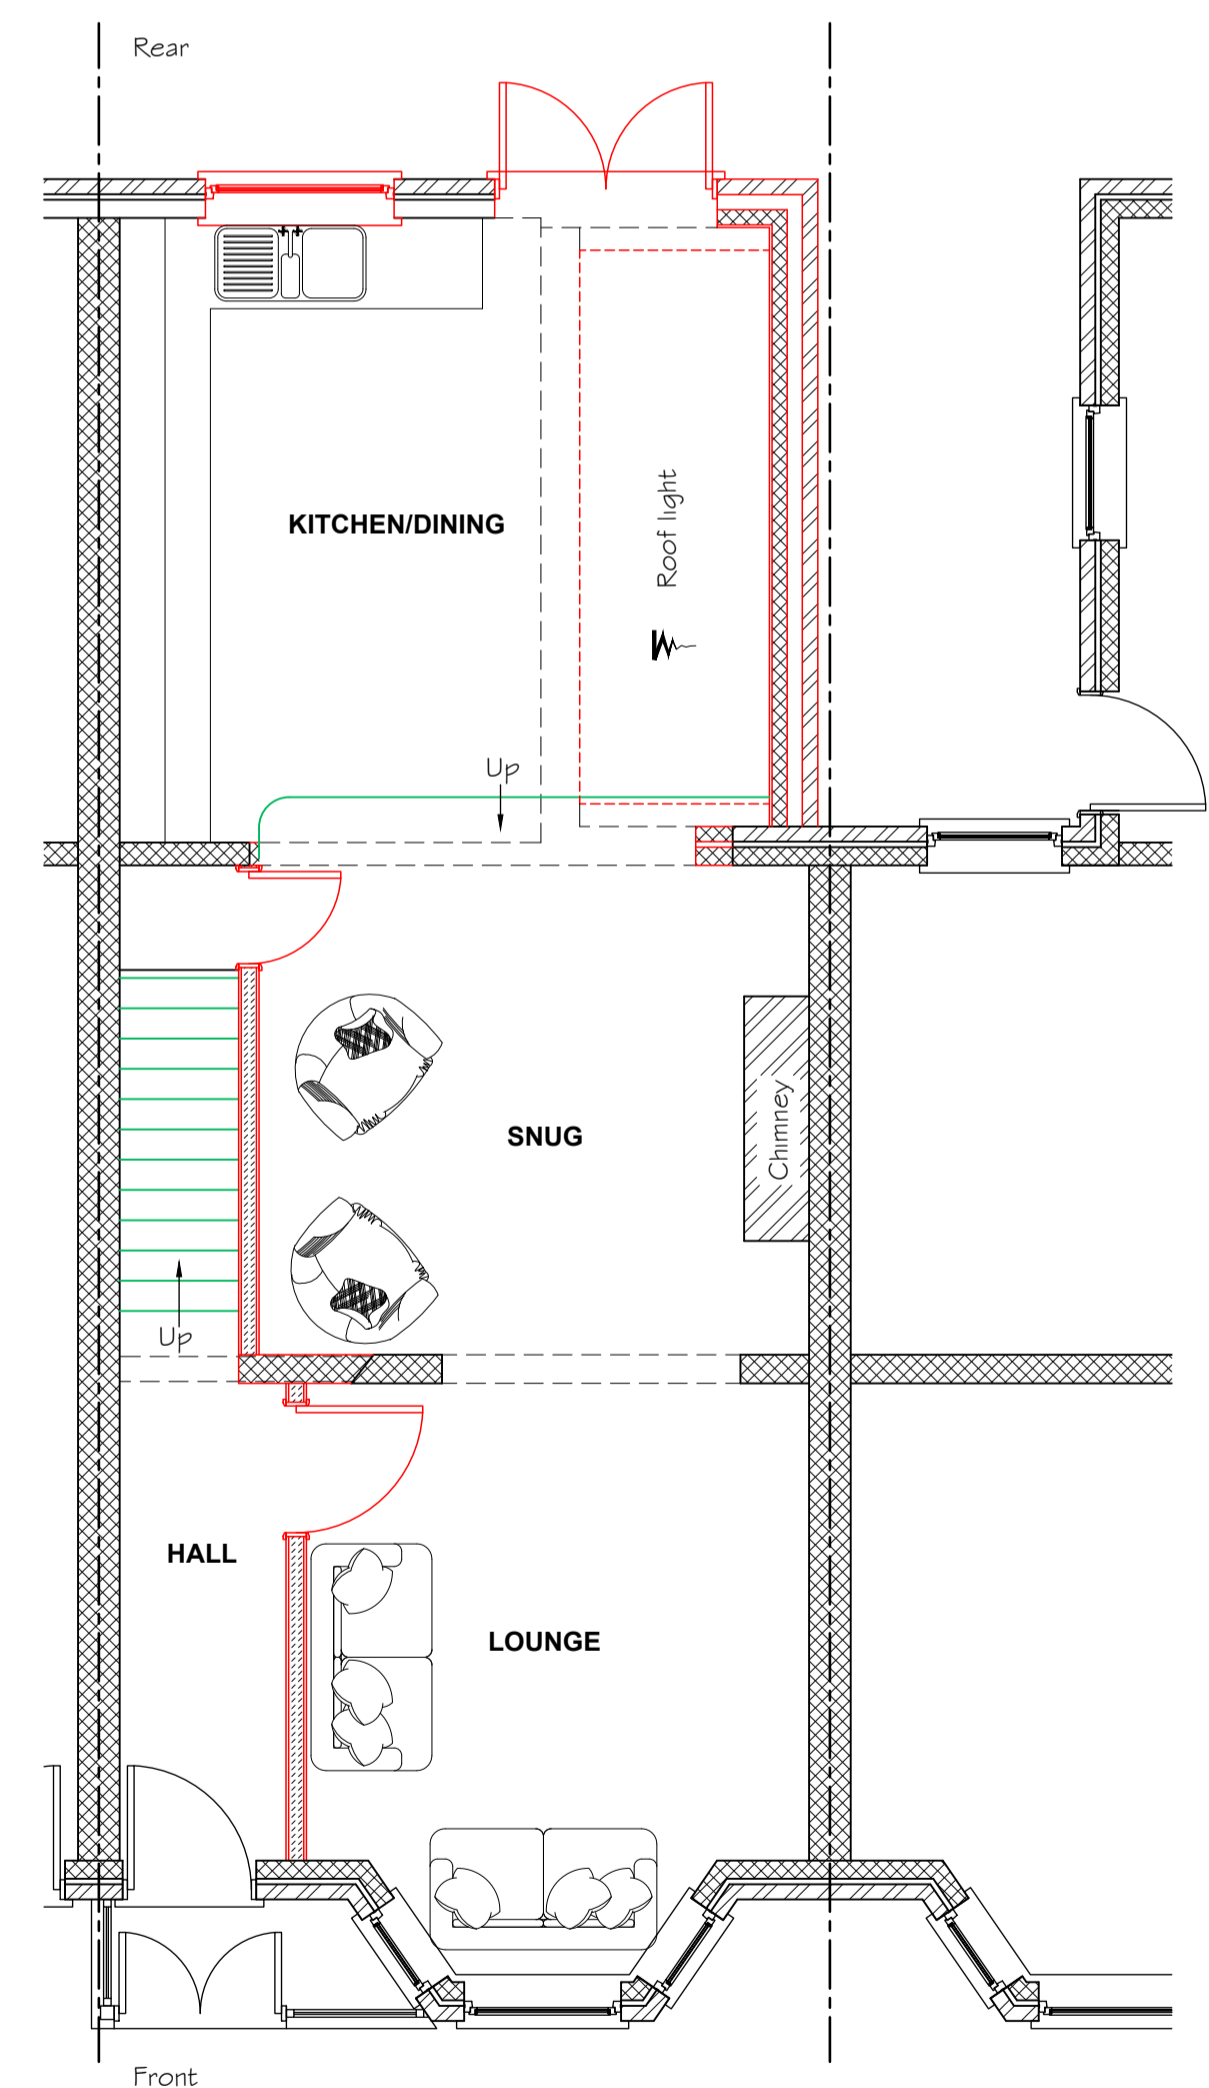 Rear
Roof light
KITCHEN/DINING
Up
Chimney
SNUG
Up
HALL
LOUNGE
Front